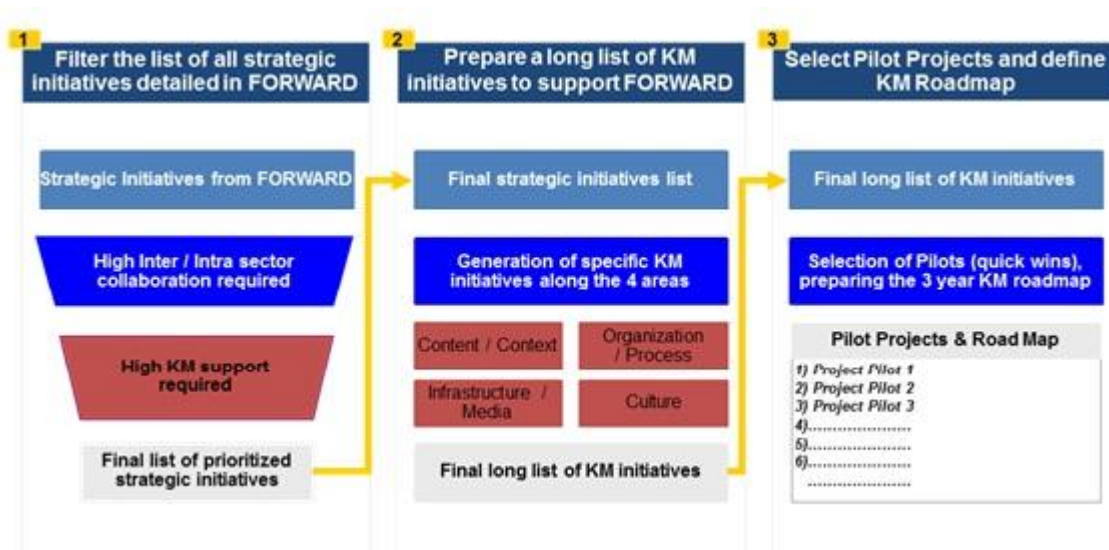 1
Filter the list of all strategic
initiatives detailed in FORWARD
Strategic Initiatives from FORWARD
High Inter / Intra sector
collaboration required
High KM support
required
Final list of prioritized
strategic initiatives
2
Prepare a long list of KM
initiatives to support FORWARD
Final strategic initiatives list
Generation of specific KM
initiatives along the 4 areas
Content / Context
Organization
/ Process
Infrastructure /
Media
Culture
Final long list of KM initiatives
3
Select Pilot Projects and define
KM Roadmap
Final long list of KM initiatives
Selection of Pilots (quick wins),
preparing the 3 year KM roadmap
Pilot Projects & Road Map
1) Project Pilot 1
2) Project Pilot 2
3) Project Pilot 3
4)......................
5)......................
6)......................
......................